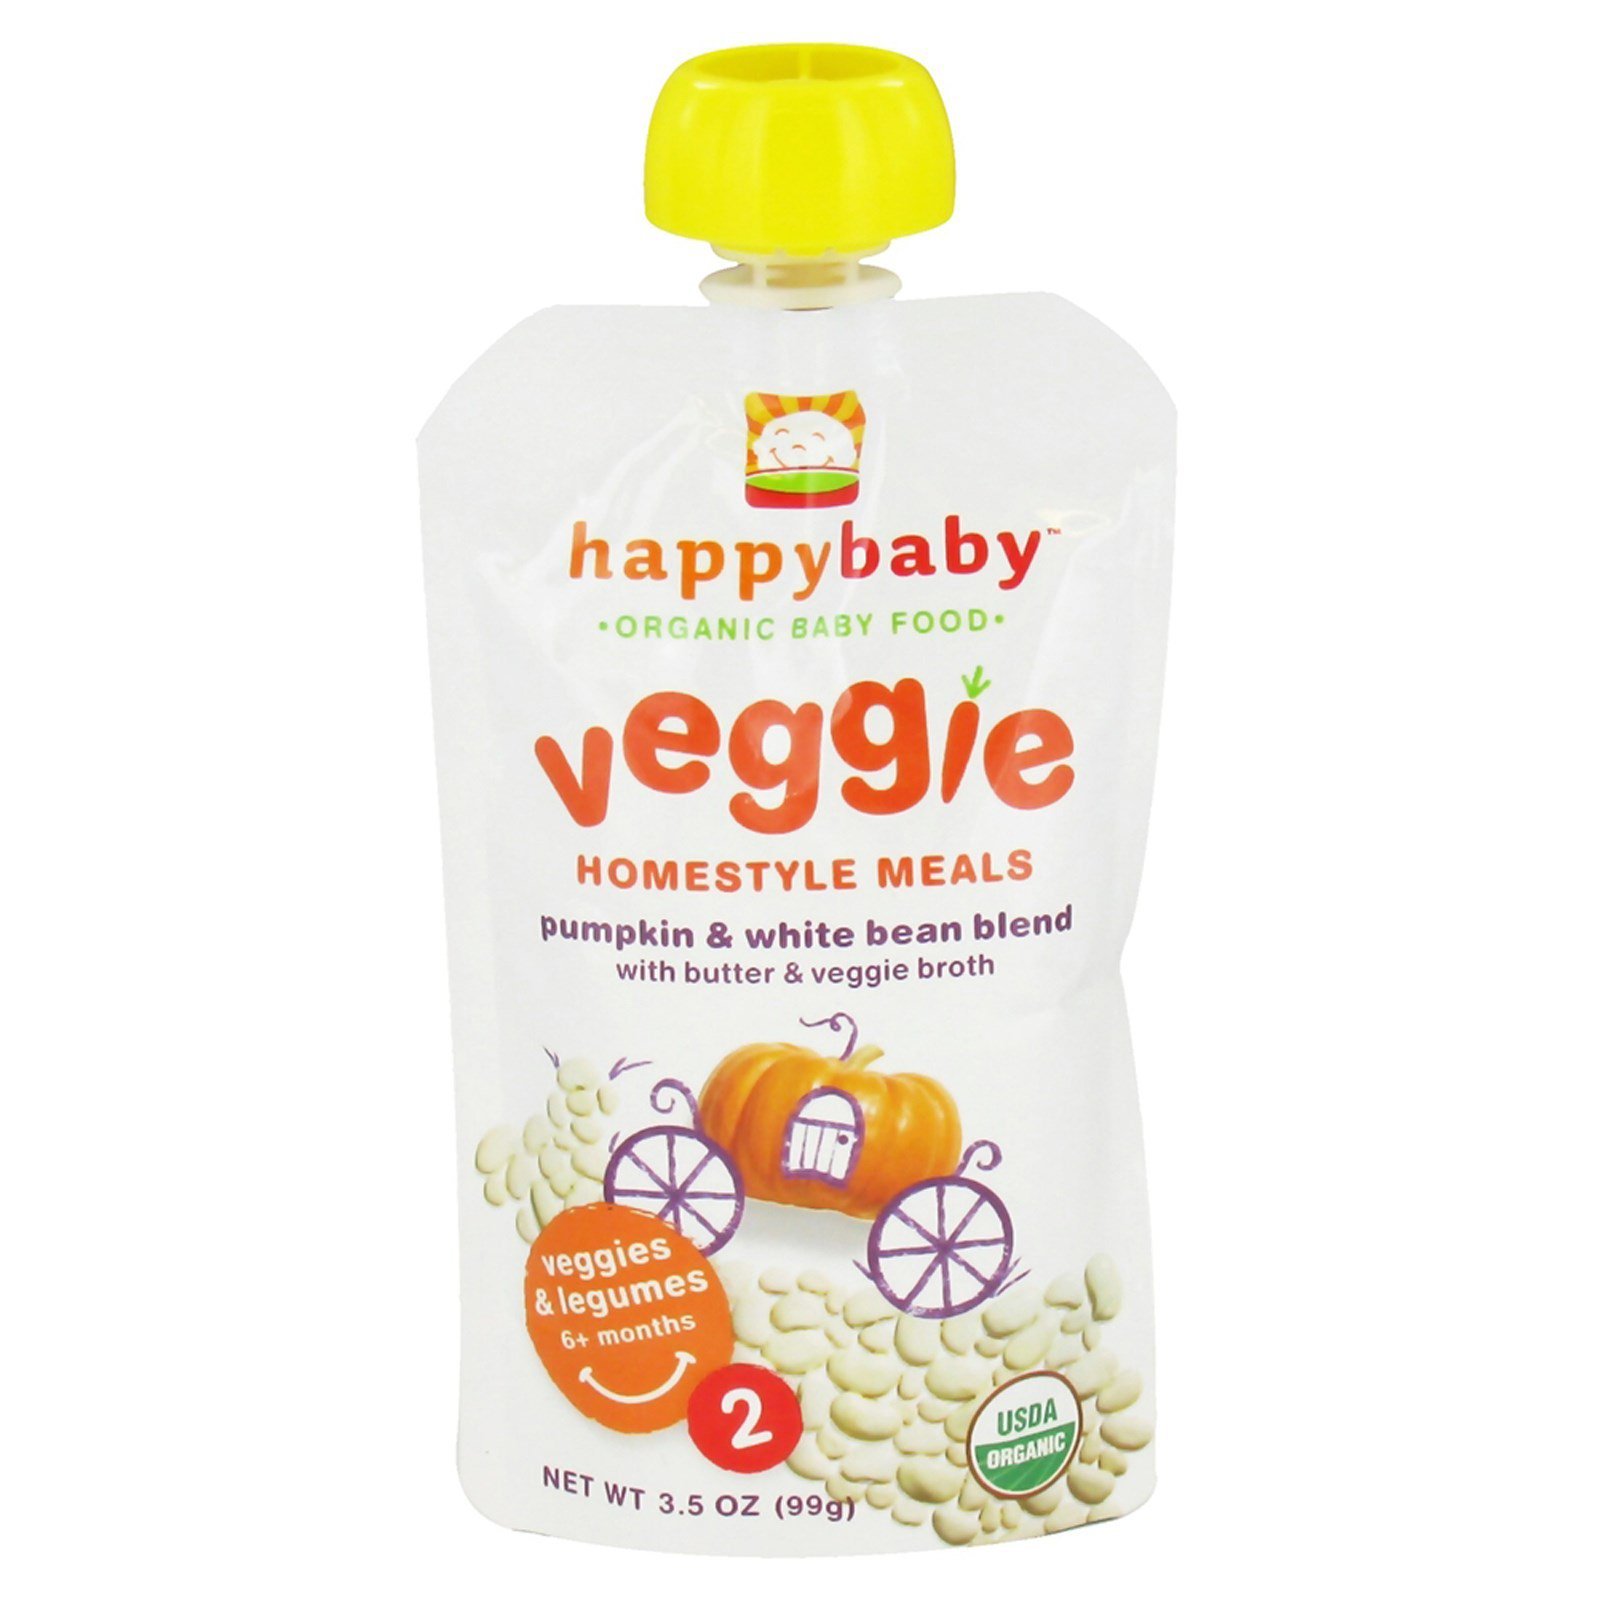 happybaby™
•ORGANIC BABY FOOD•
veggie
HOMESTYLE MEALS
pumpkin & white bean blend
with butter & veggie broth
veggies
& legumes
6+ months
2
USDA
ORGANIC
NET WT 3.5 OZ (99g)